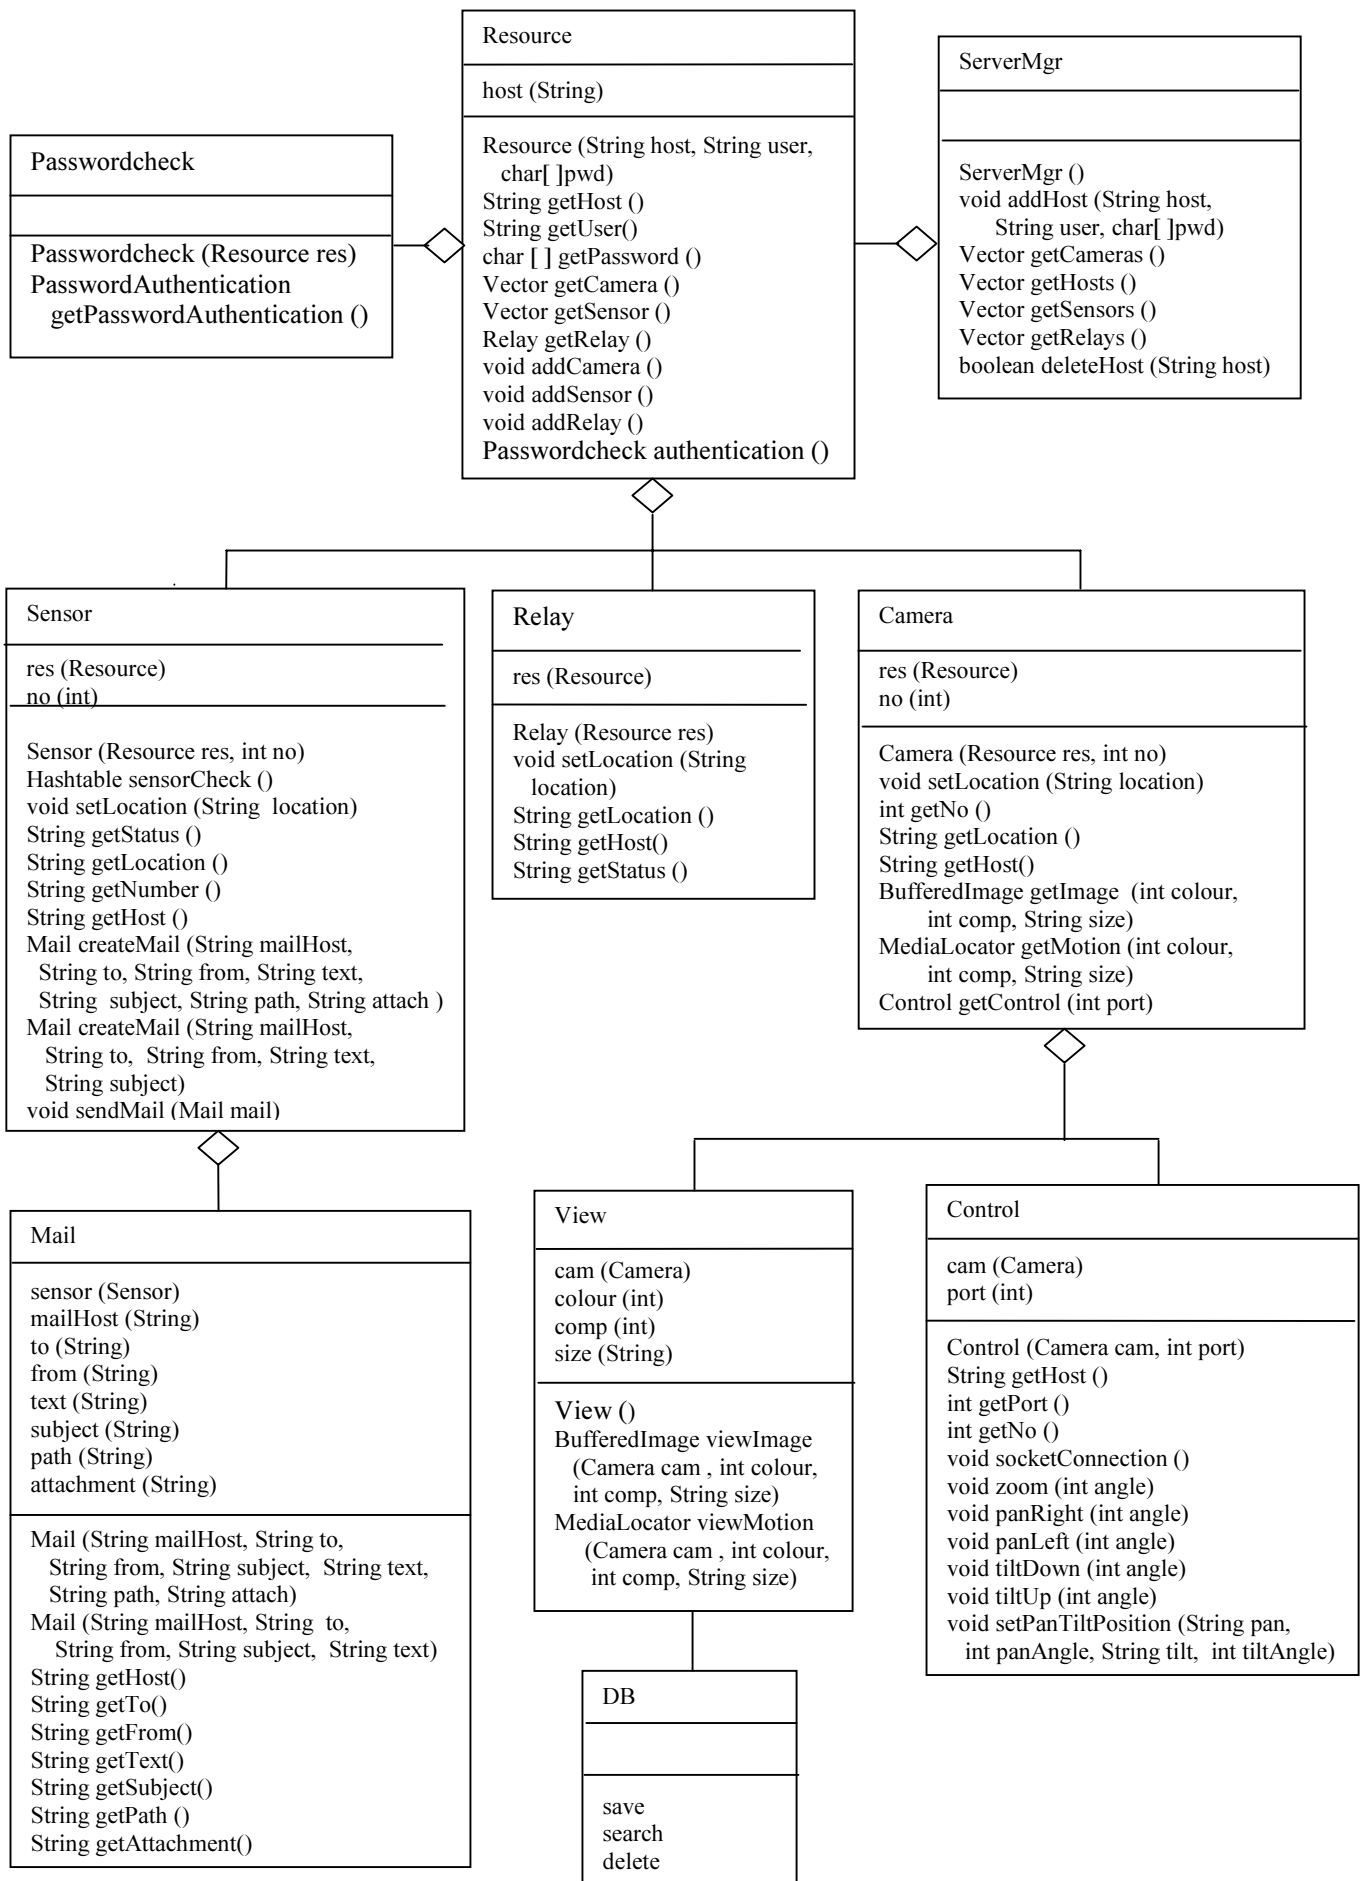 Resource
host (String)
Resource (String host, String user,
char[ ]pwd)
String getHost ()
String getUser()
char [ ] getPassword ()
Vector getCamera ()
Vector getSensor ()
Relay getRelay ()
void addCamera ()
void addSensor ()
void addRelay ()
Passwordcheck authentication ()
ServerMgr
ServerMgr ()
void addHost (String host,
String user, char[ ]pwd)
Vector getCameras ()
Vector getHosts ()
Vector getSensors ()
Vector getRelays ()
boolean deleteHost (String host)
Passwordcheck
Passwordcheck (Resource res)
PasswordAuthentication
getPasswordAuthentication ()
Sensor
res (Resource)
no (int)
Sensor (Resource res, int no)
Hashtable sensorCheck ()
void setLocation (String location)
String getStatus ()
String getLocation ()
String getNumber ()
String getHost ()
Mail createMail (String mailHost,
String to, String from, String text,
String subject, String path, String attach )
Mail createMail (String mailHost,
String to, String from, String text,
String subject)
void sendMail (Mail mail)
Relay
res (Resource)
Relay (Resource res)
void setLocation (String
location)
String getLocation ()
String getHost()
String getStatus ()
Camera
res (Resource)
no (int)
Camera (Resource res, int no)
void setLocation (String location)
int getNo ()
String getLocation ()
String getHost()
BufferedImage getImage (int colour,
int comp, String size)
MediaLocator getMotion (int colour,
int comp, String size)
Control getControl (int port)
Mail
sensor (Sensor)
mailHost (String)
to (String)
from (String)
text (String)
subject (String)
path (String)
attachment (String)
Mail (String mailHost, String to,
String from, String subject, String text,
String path, String attach)
Mail (String mailHost, String to,
String from, String subject, String text)
String getHost()
String getTo()
String getFrom()
String getText()
String getSubject()
String getPath ()
String getAttachment()
View
cam (Camera)
colour (int)
comp (int)
size (String)
View ()
BufferedImage viewImage
(Camera cam , int colour,
int comp, String size)
MediaLocator viewMotion
(Camera cam , int colour,
int comp, String size)
Control
cam (Camera)
port (int)
Control (Camera cam, int port)
String getHost ()
int getPort ()
int getNo ()
void socketConnection ()
void zoom (int angle)
void panRight (int angle)
void panLeft (int angle)
void tiltDown (int angle)
void tiltUp (int angle)
void setPanTiltPosition (String pan,
int panAngle, String tilt, int tiltAngle)
DB
save
search
delete